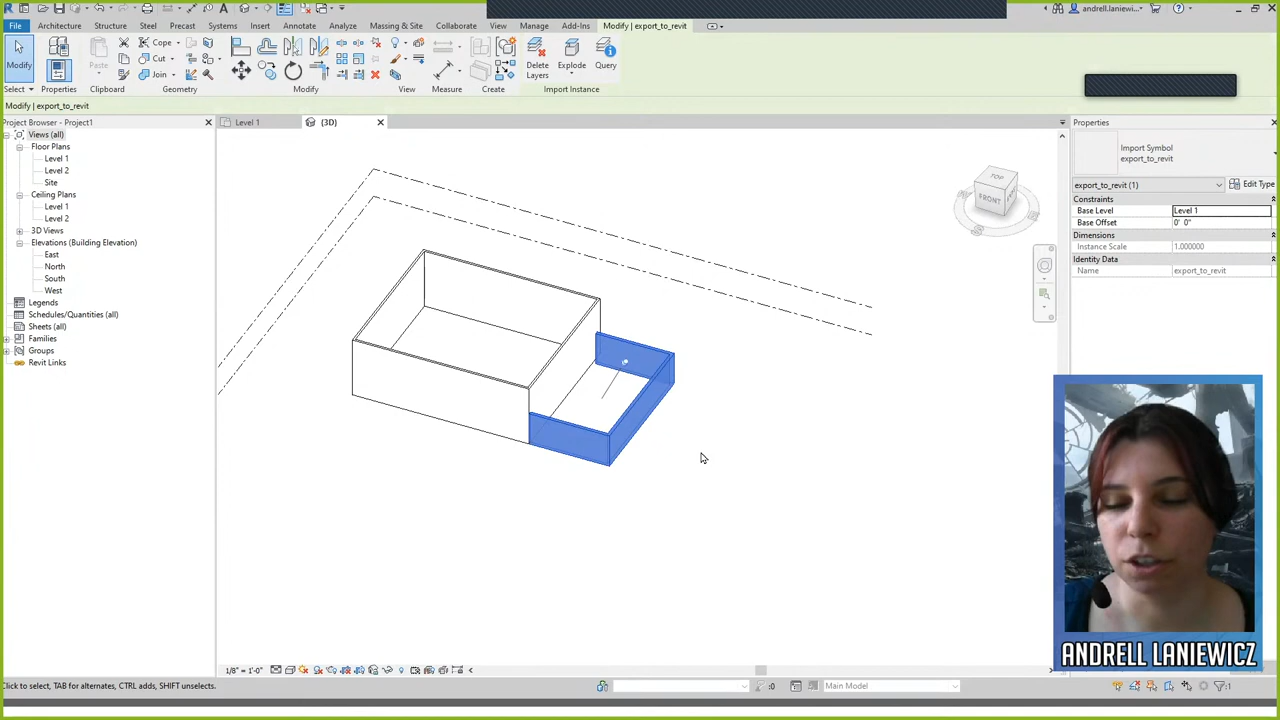 andrell.laniewi...
File
Architecture
Structure
Steel
Precast
Systems
Insert
Annotate
Analyze
Massing & Site
Collaborate
View
Manage
Add-Ins
Modify | export_to_revit
Modify
Paste
Cope
Cut
Join
Delete Layers
Explode
Query
Select
Properties
Clipboard
Geometry
Modify
View
Measure
Create
Import Instance
Modify | export_to_revit
Project Browser - Project1
Level 1
(3D)
Properties
Views (all)
Floor Plans
Level 1
Level 2
Site
Ceiling Plans
Level 1
Level 2
3D Views
Elevations (Building Elevation)
East
North
South
West
Legends
Schedules/Quantities (all)
Sheets (all)
Families
Groups
Revit Links
TOP
FRONT
Import Symbol
export_to_revit
export_to_revit (1)
Edit Type
Constraints
Base Level
Level 1
Base Offset
0' 0"
Dimensions
Instance Scale
1.000000
Identity Data
Name
export_to_revit
ANDRELL LANIEWICZ
1/8" = 1'-0"
Click to select, TAB for alternates, CTRL adds, SHIFT unselects.
:0
Main Model
:1